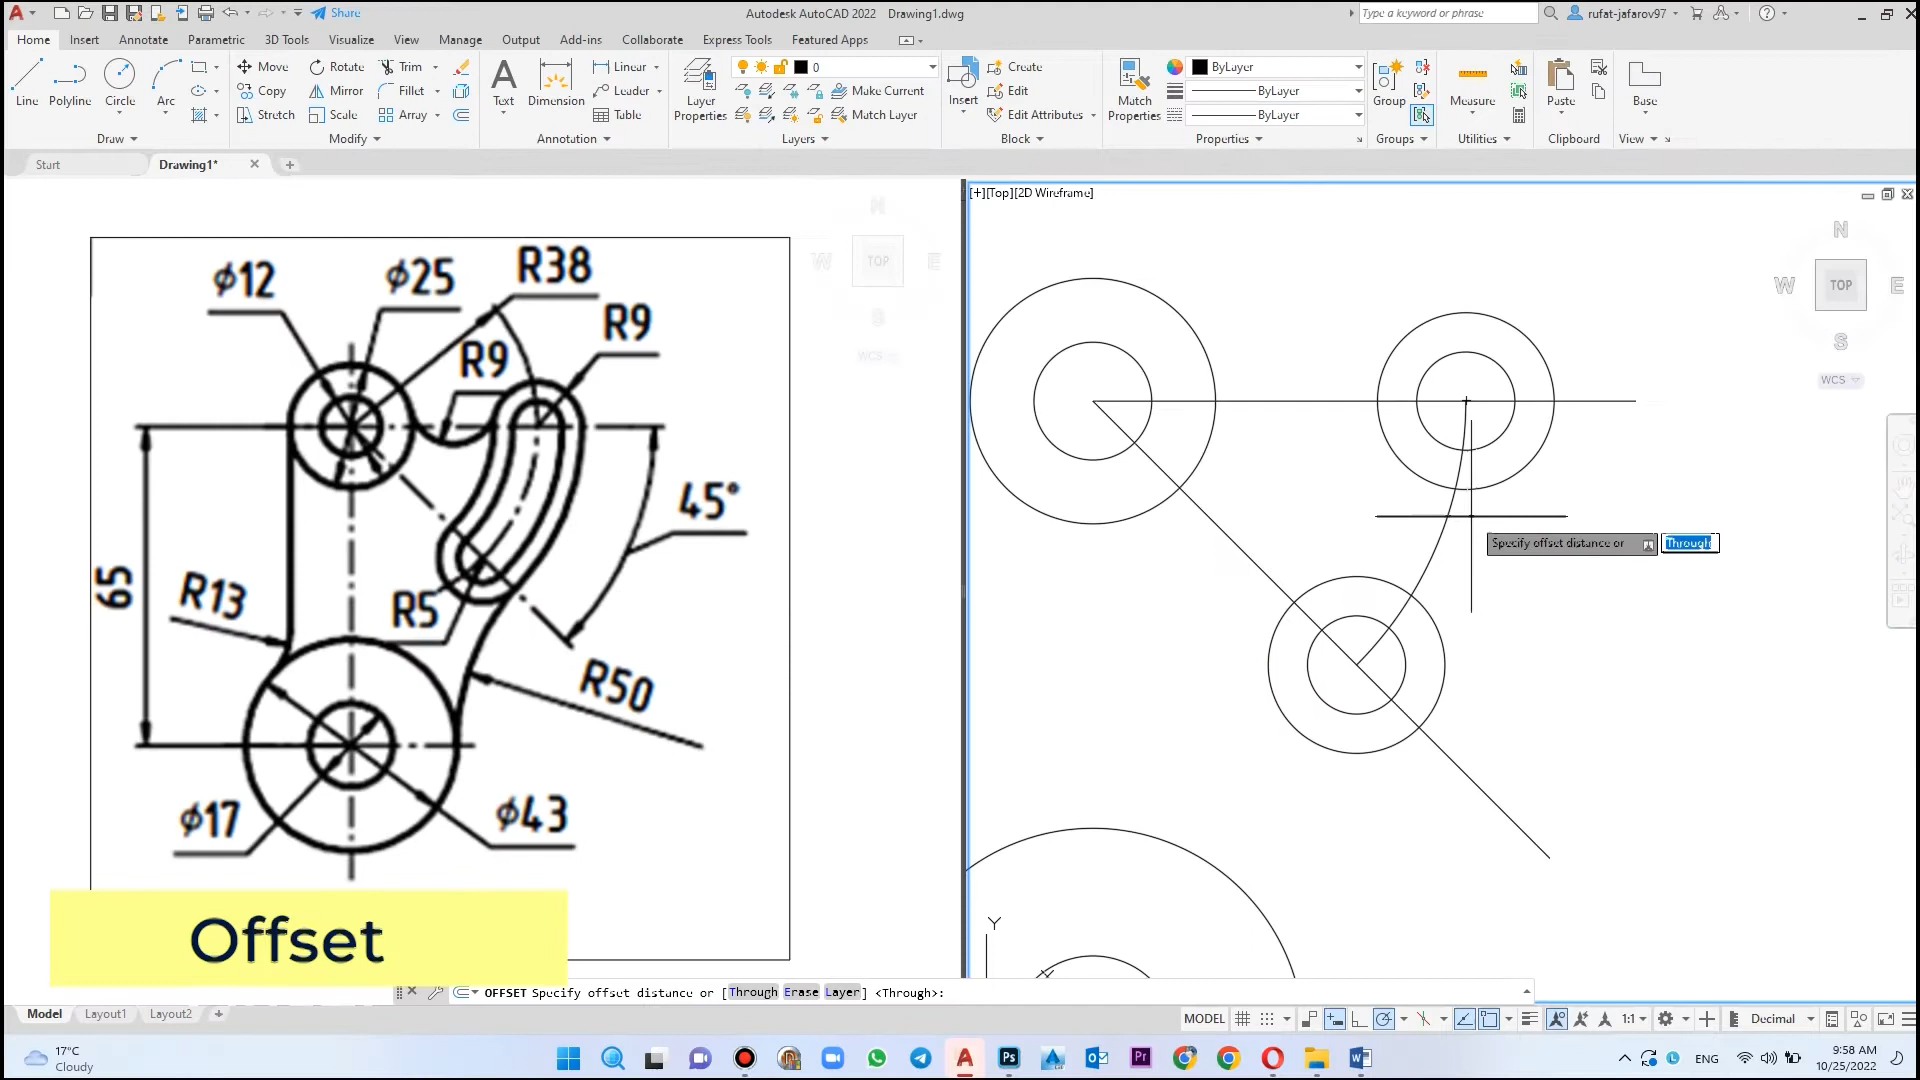 Share
Autodesk AutoCAD 2022 Drawing1.dwg
Type a keyword or phrase
rufat-jafarov97
Home Insert Annotate Parametric 3D Tools Visualize View Manage Output Add-ins Collaborate Express Tools Featured Apps
Line Polyline Circle Arc
Move Rotate Trim
Copy Mirror Fillet
Stretch Scale Array
Text Dimension
Linear
Leader
Table
Layer Properties
0
Make Current
Match Layer
Insert
Create
Edit
Edit Attributes
Match Properties
ByLayer
ByLayer
ByLayer
Group
Measure
Paste
Base
Draw Modify Annotation Layers Block Properties Groups Utilities Clipboard View
Start Drawing1*
[+][Top][2D Wireframe]
N
W TOP E
S
WCS
N
W TOP E
S
WCS
ϕ12
ϕ25
R38
R9
R9
45°
65
R13
R5
R50
ϕ17
ϕ43
Specify offset distance or Through
Y
X
Offset
OFFSET Specify offset distance or [Through Erase Layer] <Through>:
Model Layout1 Layout2
MODEL 1:1 Decimal
17°C
Cloudy
ENG
9:58 AM
10/25/2022